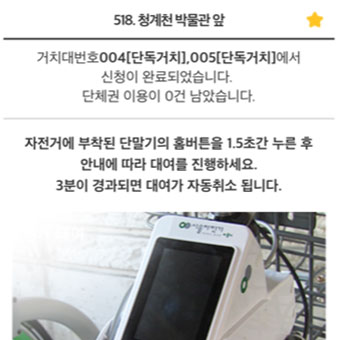 518. 청계천 박물관 앞
거치대번호004[단독거치],005[단독거치]에서
신청이 완료되었습니다.
단체권 이용이 0건 남았습니다.
자전거에 부착된 단말기의 홈버튼을 1.5초간 누른 후
안내에 따라 대여를 진행하세요.
3분이 경과되면 대여가 자동취소 됩니다.
서울자전거